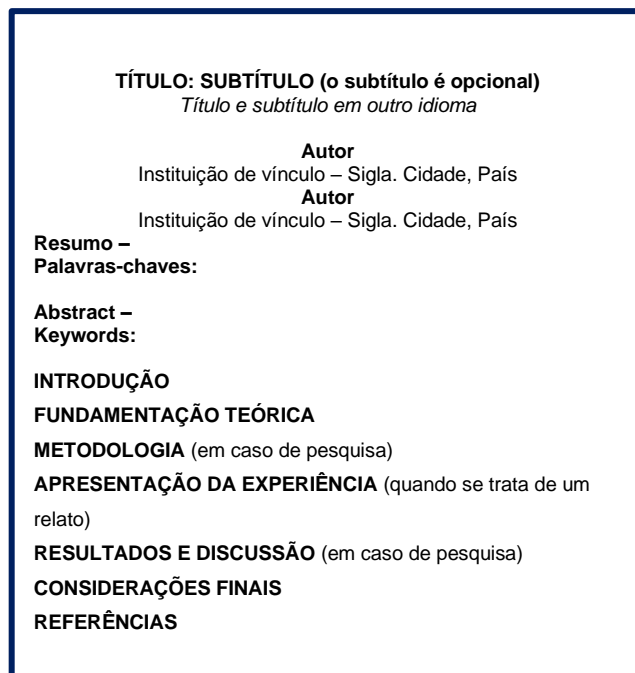 TÍTULO: SUBTÍTULO (o subtítulo é opcional)
Título e subtítulo em outro idioma
Autor
Instituição de vínculo – Sigla. Cidade, País
Autor
Instituição de vínculo – Sigla. Cidade, País
Resumo –
Palavras-chaves:
Abstract –
Keywords:
INTRODUÇÃO
FUNDAMENTAÇÃO TEÓRICA
METODOLOGIA (em caso de pesquisa)
APRESENTAÇÃO DA EXPERIÊNCIA (quando se trata de um
relato)
RESULTADOS E DISCUSSÃO (em caso de pesquisa)
CONSIDERAÇÕES FINAIS
REFERÊNCIAS